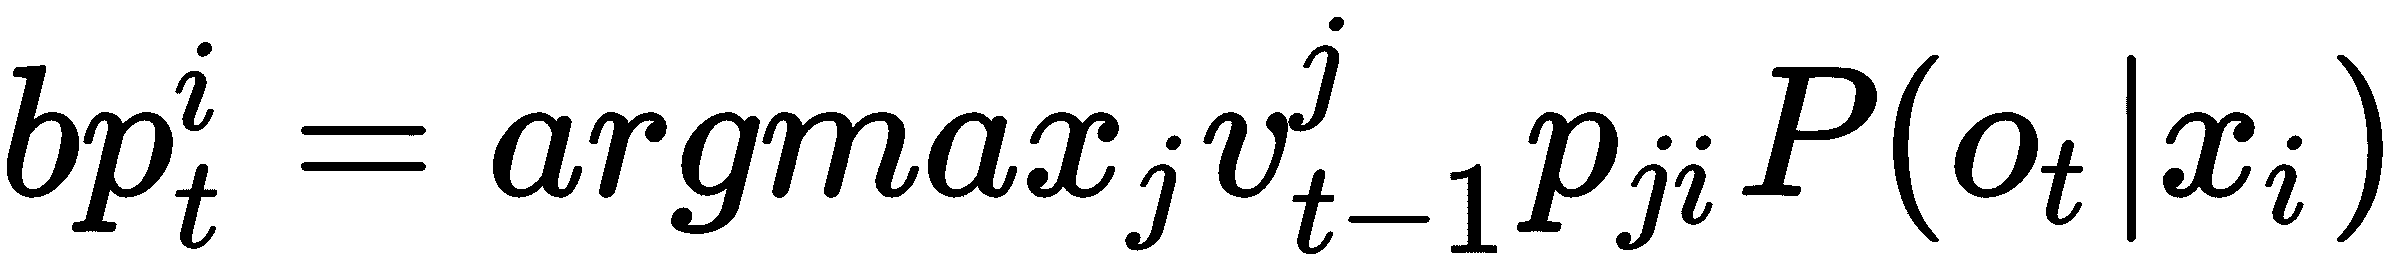 bp_t^i = argmax_j v_{t-1}^j p_{ji} P(o_t|x_i)